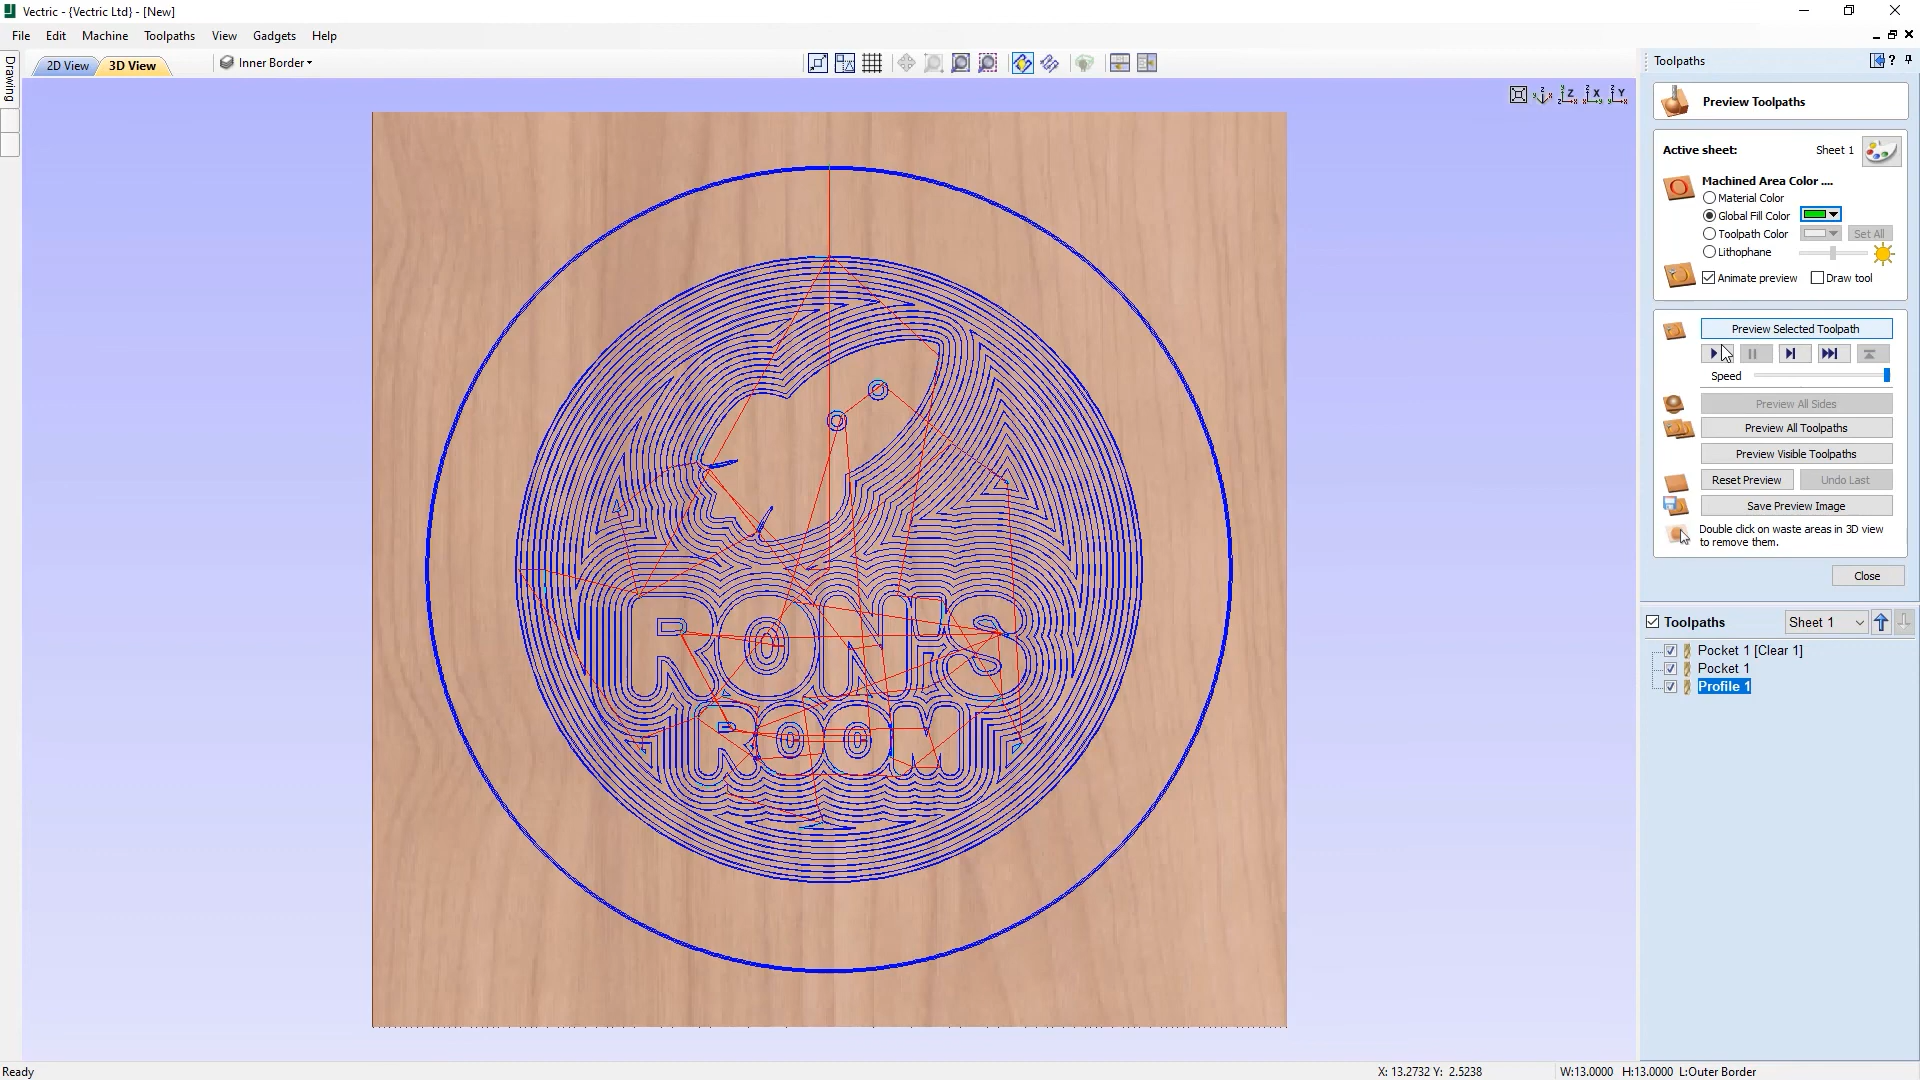 Vectric - {Vectric Ltd} - [New]
File Edit Machine Toolpaths View Gadgets Help
Drawing
2D View 3D View Inner Border
Toolpaths
Preview Toolpaths
Active sheet: Sheet 1
Machined Area Color ....
Material Color
Global Fill Color
Toolpath Color Set All
Lithophane
Animate preview Draw tool
Preview Selected Toolpath
Speed
Preview All Sides
Preview All Toolpaths
Preview Visible Toolpaths
Reset Preview Undo Last
Save Preview Image
Double click on waste areas in 3D view
to remove them.
Close
Toolpaths Sheet 1
Pocket 1 [Clear 1]
Pocket 1
Profile 1
RON'S
ROOM
Ready X: 13.2732 Y: 2.5238 W:13.0000 H:13.0000 L:Outer Border